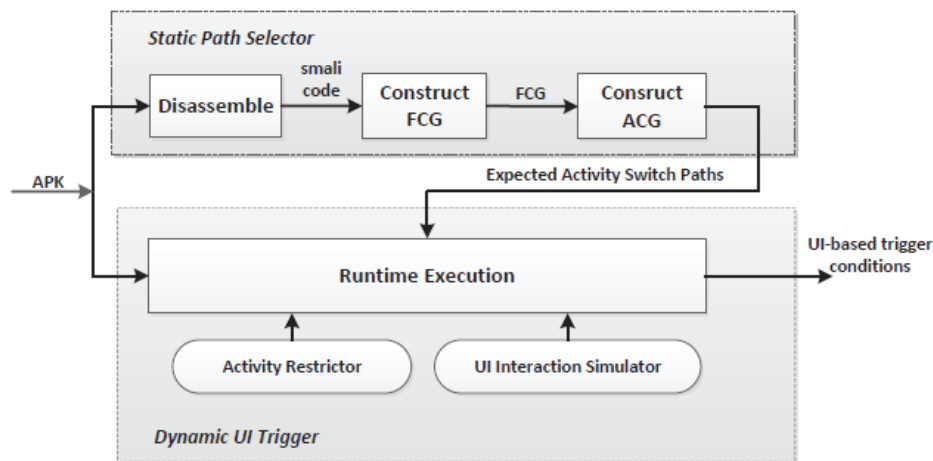 Static Path Selector
smali
code
Disassemble
Construct
FCG
FCG
Consruct
ACG
APK
Expected Activity Switch Paths
Runtime Execution
UI-based trigger
conditions
Activity Restrictor
UI Interaction Simulator
Dynamic UI Trigger